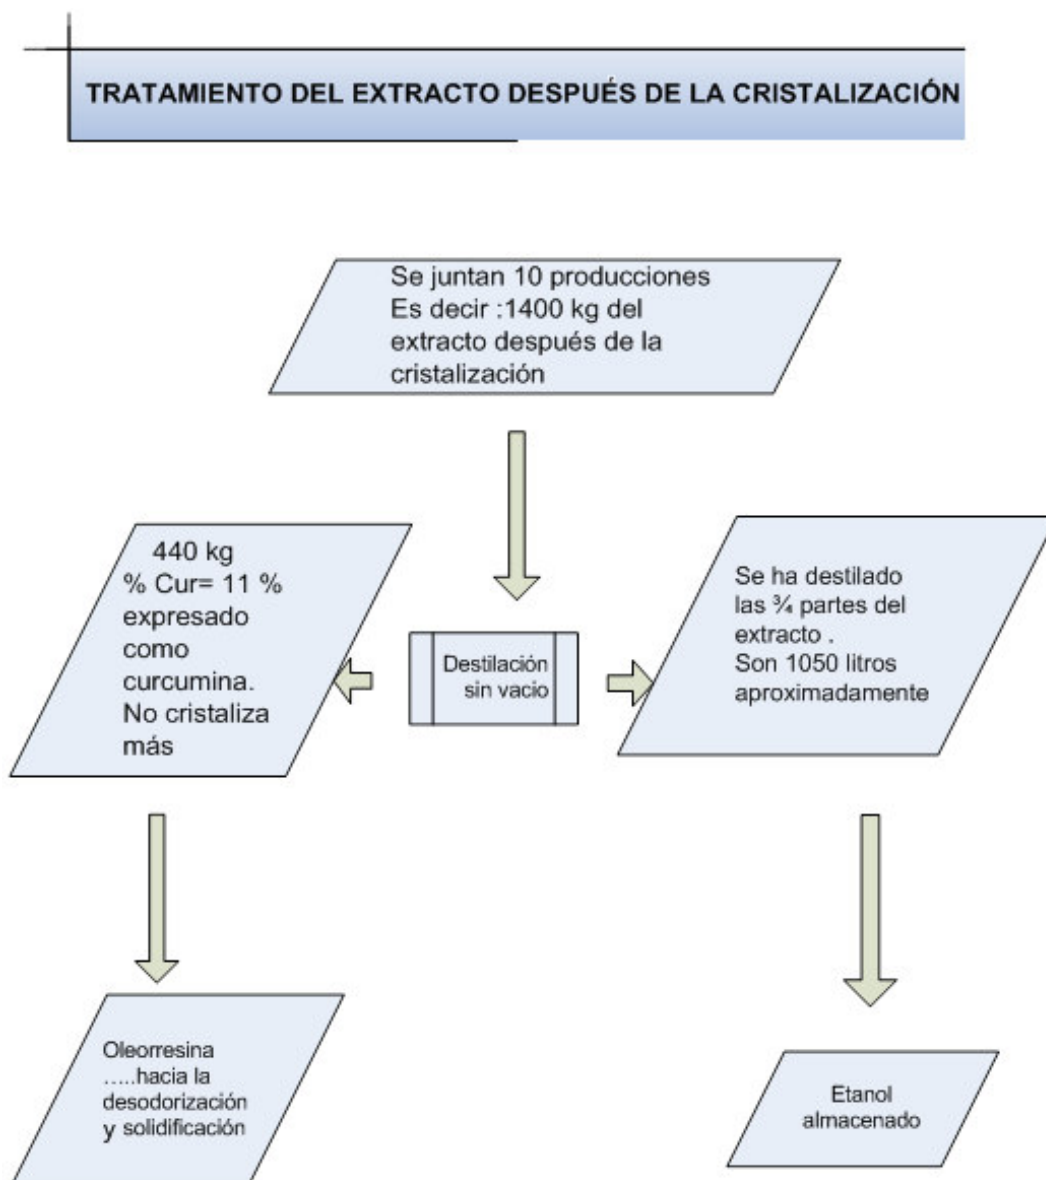 TRATAMIENTO DEL EXTRACTO DESPUÉS DE LA CRISTALIZACIÓN
Se juntan 10 producciones
Es decir :1400 kg del
extracto después de la
cristalización
440 kg
% Cur= 11 %
expresado
como
curcumina.
No cristaliza
más
Destilación
sin vacio
Se ha destilado
las ¾ partes del
extracto .
Son 1050 litros
aproximadamente
Oleorresina
.....hacia la
desodorización
y solidificación
Etanol
almacenado